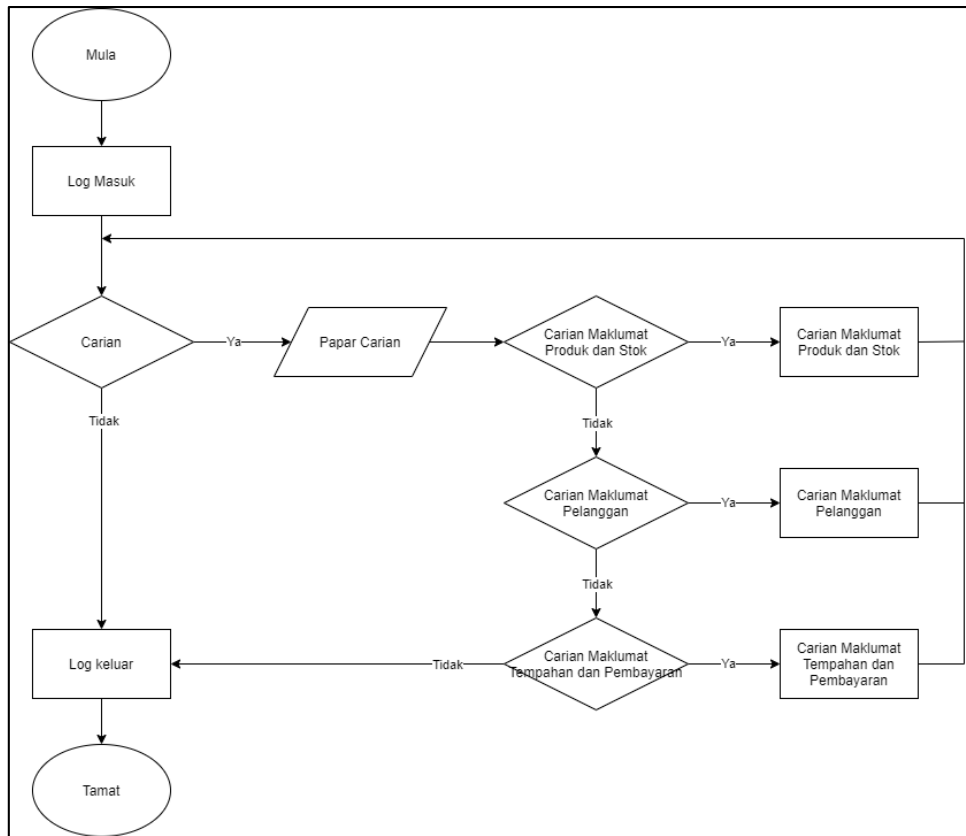 Mula
Log Masuk
Carian
Ya
Papar Carian
Carian Maklumat
Produk dan Stok
Ya
Carian Maklumat
Produk dan Stok
Tidak
Tidak
Carian Maklumat
Pelanggan
Ya
Carian Maklumat
Pelanggan
Tidak
Log keluar
Tidak
Carian Maklumat
Tempahan dan Pembayaran
Ya
Carian Maklumat
Tempahan dan
Pembayaran
Tamat